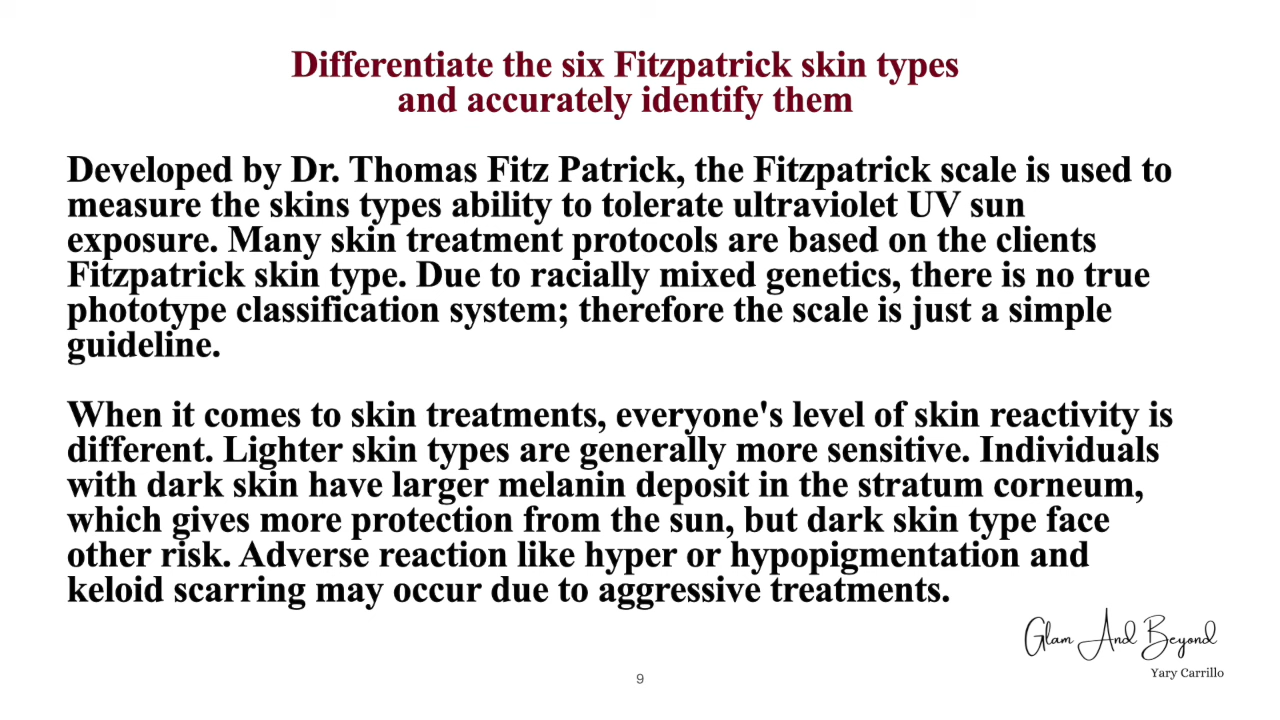 Differentiate the six Fitzpatrick skin types
and accurately identify them
Developed by Dr. Thomas Fitz Patrick, the Fitzpatrick scale is used to
measure the skins types ability to tolerate ultraviolet UV sun
exposure. Many skin treatment protocols are based on the clients
Fitzpatrick skin type. Due to racially mixed genetics, there is no true
phototype classification system; therefore the scale is just a simple
guideline.
When it comes to skin treatments, everyone's level of skin reactivity is
different. Lighter skin types are generally more sensitive. Individuals
with dark skin have larger melanin deposit in the stratum corneum,
which gives more protection from the sun, but dark skin type face
other risk. Adverse reaction like hyper or hypopigmentation and
keloid scarring may occur due to aggressive treatments.
Glam And Beyond
Yary Carrillo
9